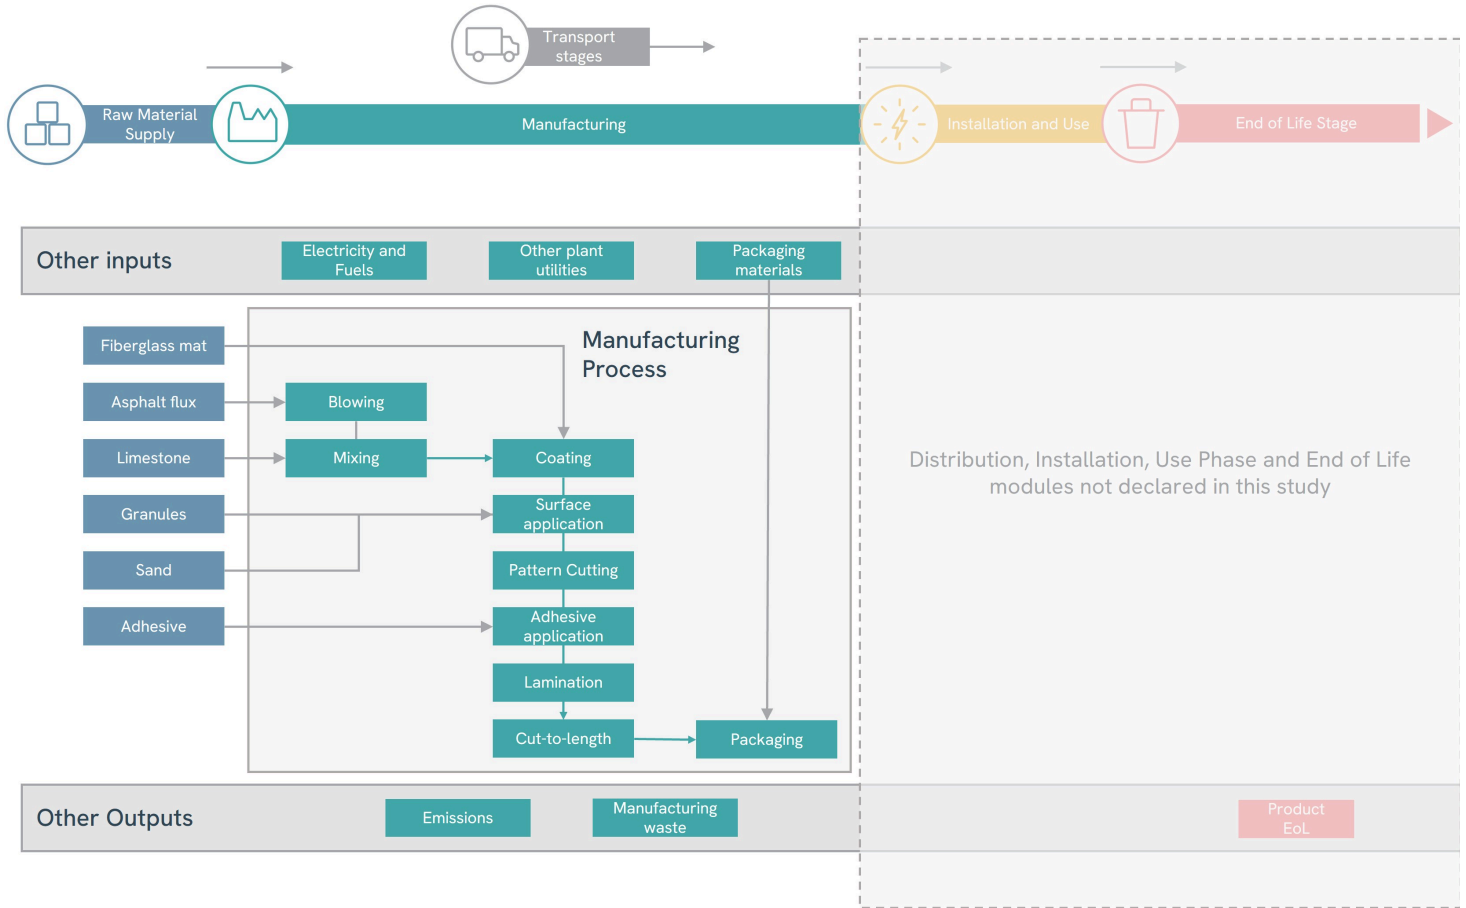 Transport
stages
Raw Material
Supply
Manufacturing
Installation and Use
End of Life Stage
Other inputs
Electricity and
Fuels
Other plant
utilities
Packaging
materials
Manufacturing
Process
Fiberglass mat
Asphalt flux
Blowing
Limestone
Mixing
Coating
Distribution, Installation, Use Phase and End of Life
modules not declared in this study
Granules
Surface
application
Sand
Pattern Cutting
Adhesive
Adhesive
application
Lamination
Cut-to-length
Packaging
Other Outputs
Emissions
Manufacturing
waste
Product
EoL